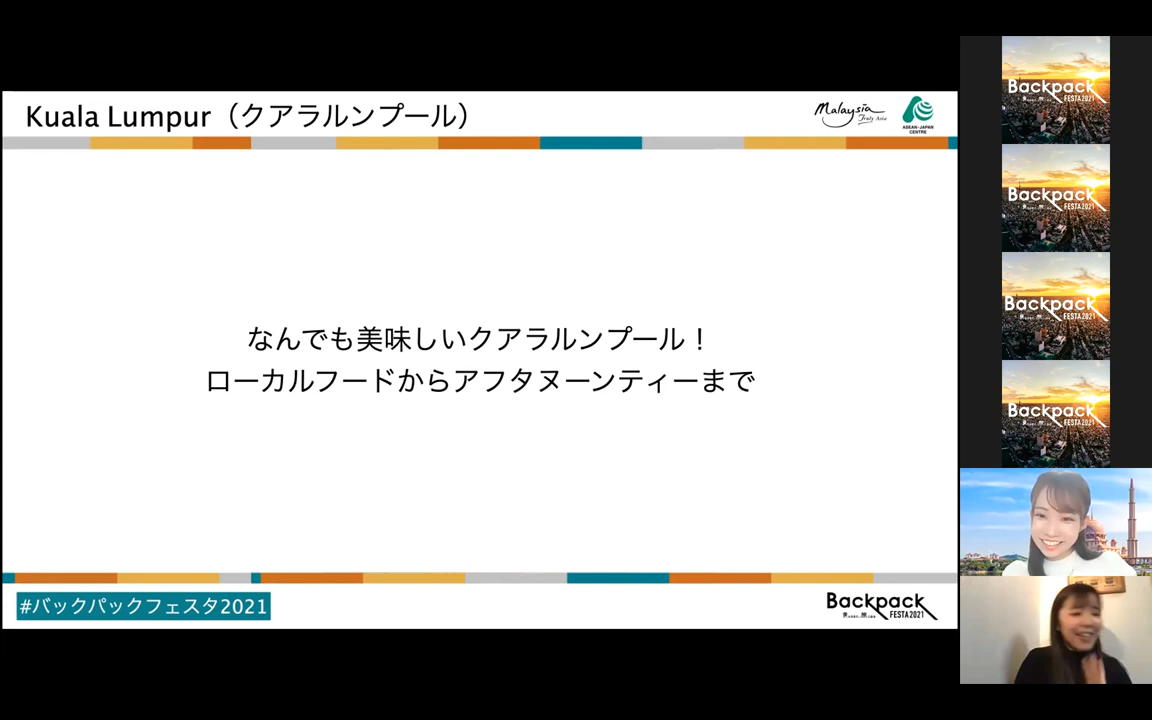 Kuala Lumpur（クアラルンプール）
Malaysia
Truly Asia
ASEAN-JAPAN
CENTRE
なんでも美味しいクアラルンプール！
ローカルフードからアフタヌーンティーまで
#バックパックフェスタ2021
Backpack
FESTA2021
Backpack
FESTA2021
Backpack
FESTA2021
Backpack
FESTA2021
Backpack
FESTA2021